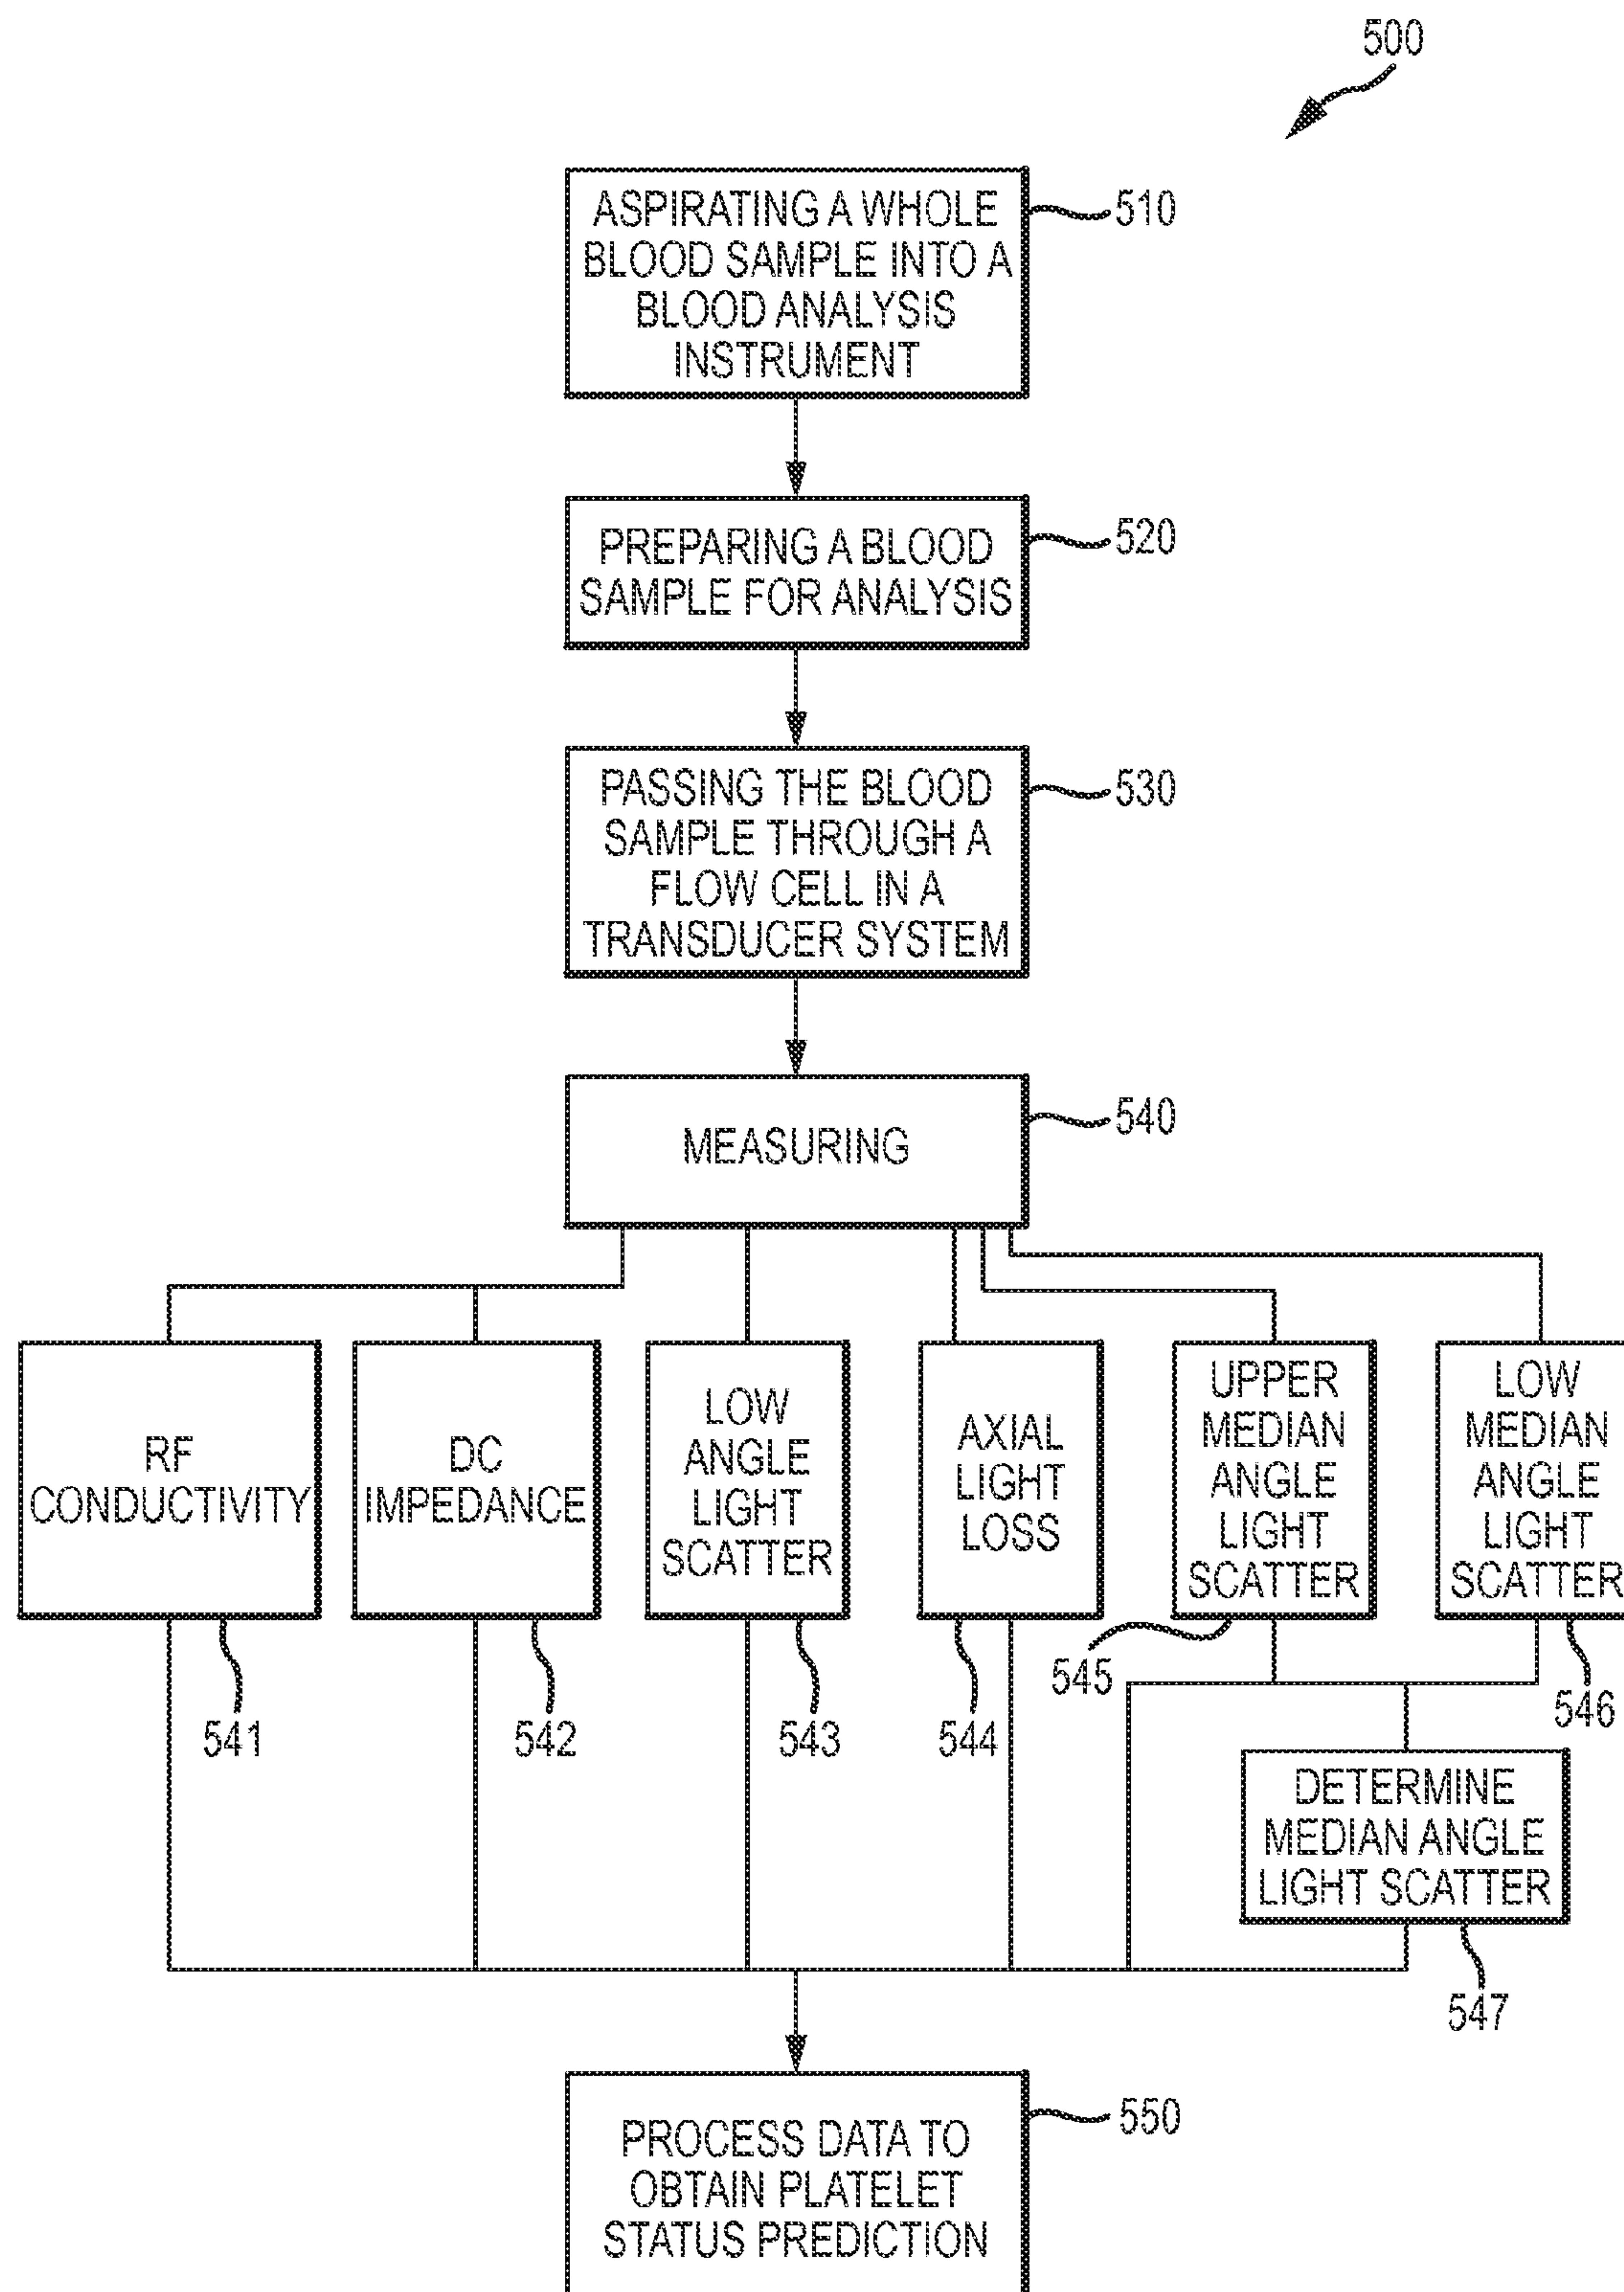 500
ASPIRATING A WHOLE
BLOOD SAMPLE INTO A
BLOOD ANALYSIS
INSTRUMENT
510
PREPARING A BLOOD
SAMPLE FOR ANALYSIS
520
PASSING THE BLOOD
SAMPLE THROUGH A
FLOW CELL IN A
TRANSDUCER SYSTEM
530
MEASURING
540
RF
CONDUCTIVITY
541
DC
IMPEDANCE
542
LOW
ANGLE
LIGHT
SCATTER
543
AXIAL
LIGHT
LOSS
544
UPPER
MEDIAN
ANGLE
LIGHT
SCATTER
545
LOW
MEDIAN
ANGLE
LIGHT
SCATTER
546
DETERMINE
MEDIAN ANGLE
LIGHT SCATTER
547
PROCESS DATA TO
OBTAIN PLATELET
STATUS PREDICTION
550